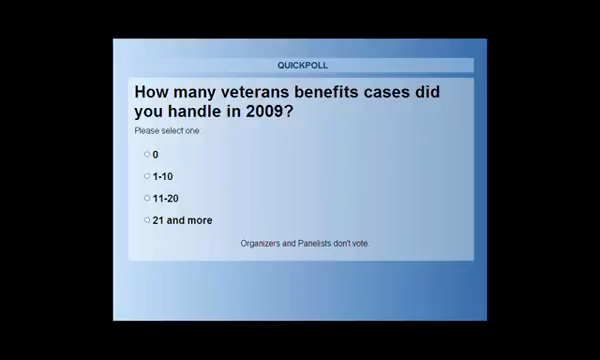 QUICKPOLL
How many veterans benefits cases did
you handle in 2009?
Please select one
0
1-10
11-20
21 and more
Organizers and Panelists don't vote.